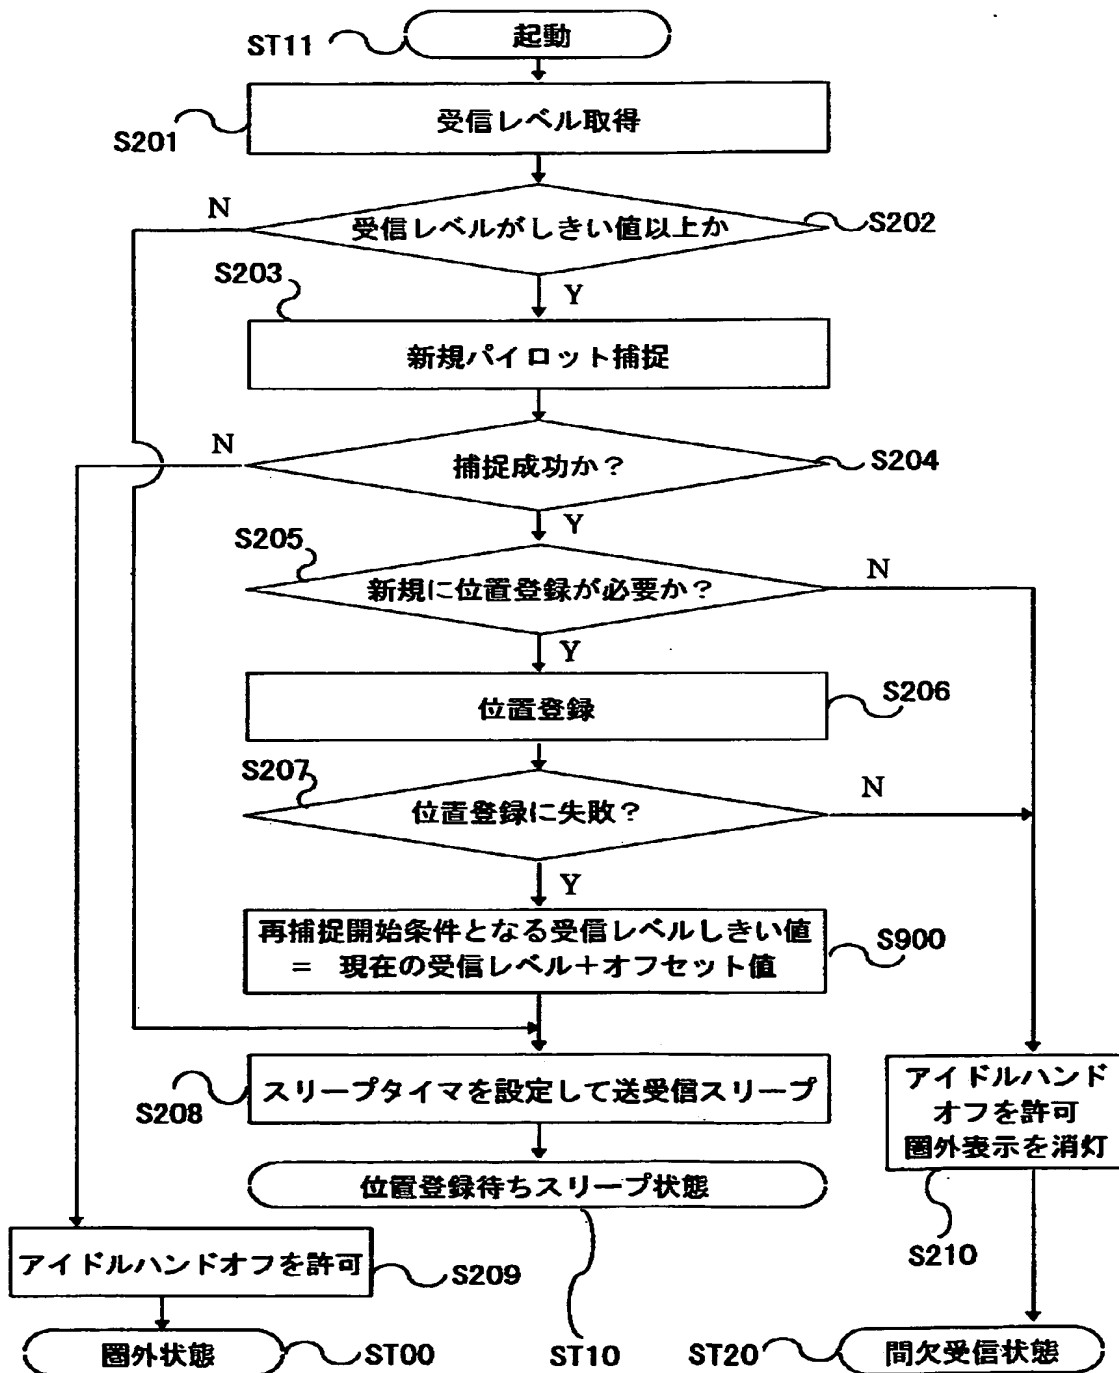 ST11
起動
受信レベル取得
S201
N
受信レベルがしきい値以上か
S202
S203
Y
新規パイロット捕捉
N
捕捉成功か？
S204
Y
S205
新規に位置登録が必要か？
N
Y
位置登録
S206
S207
位置登録に失敗？
N
Y
再捕捉開始条件となる受信レベルしきい値
＝ 現在の受信レベル＋オフセット値
S900
スリープタイマを設定して送受信スリープ
S208
アイドルハンド
オフを許可
圏外表示を消灯
位置登録待ちスリープ状態
S210
アイドルハンドオフを許可
S209
圏外状態
ST00
ST10
ST20
間欠受信状態